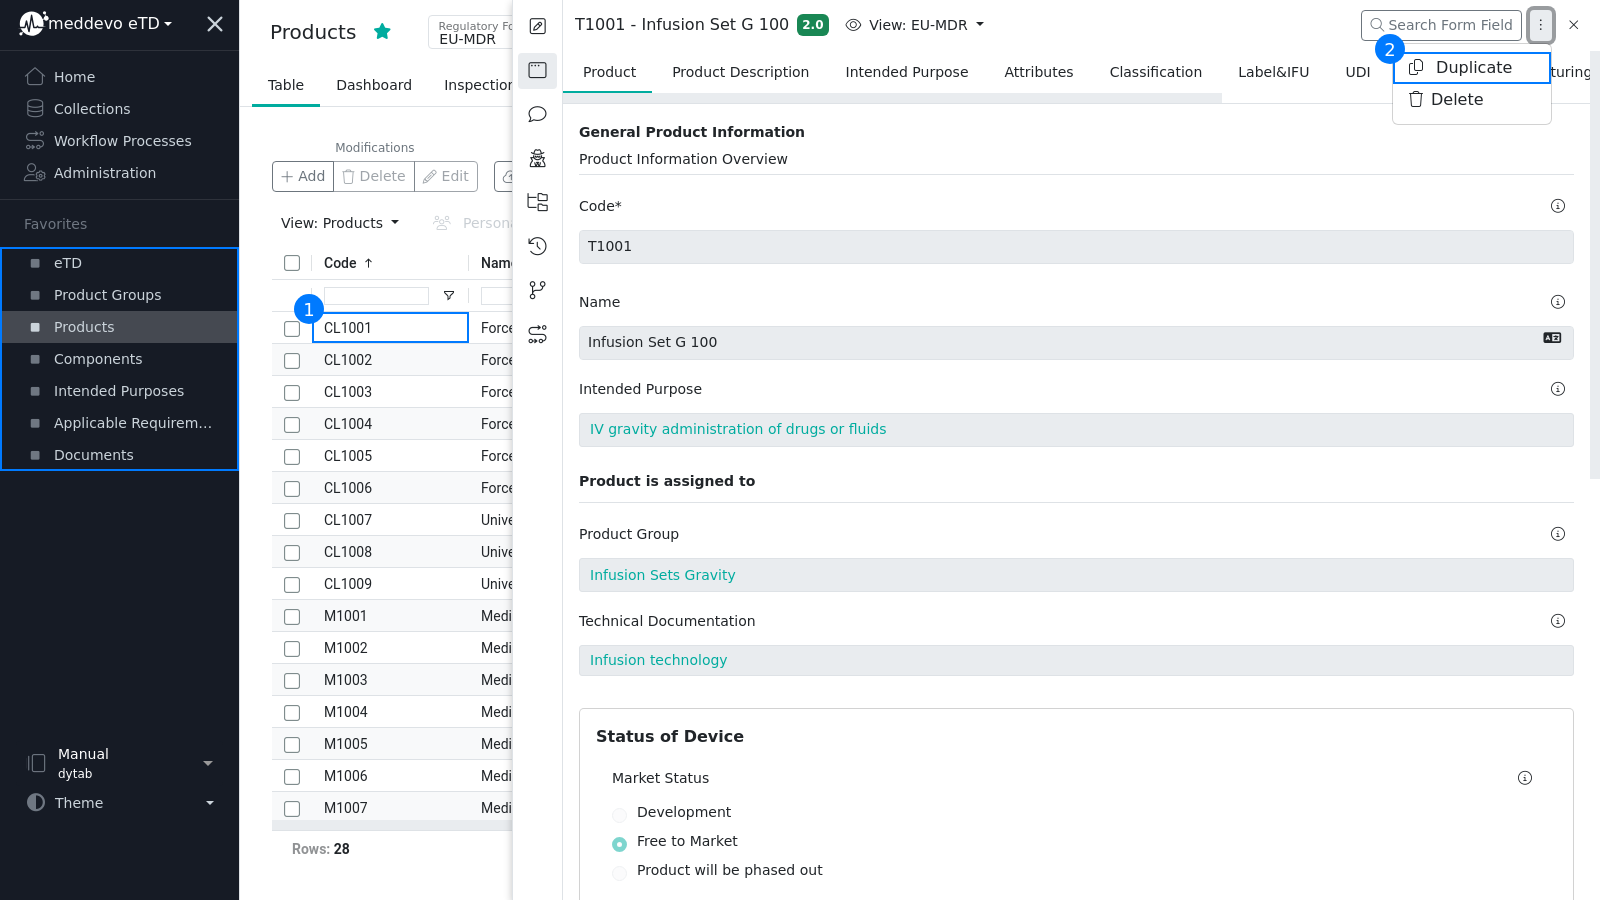 meddevo eTD
Home
Collections
Workflow Processes
Administration
Favorites
eTD
Product Groups
Products
Components
Intended Purposes
Applicable Requirem...
Documents
Manual
dytab
Theme
Products
Regulatory Fo
EU-MDR
Table
Dashboard
Inspection
Modifications
Add
Delete
Edit
View: Products
Persona
Code
Name
1
CL1001 Force
CL1002 Force
CL1003 Force
CL1004 Force
CL1005 Force
CL1006 Force
CL1007 Unive
CL1008 Unive
CL1009 Unive
M1001 Medi
M1002 Medi
M1003 Medi
M1004 Medi
M1005 Medi
M1006 Medi
M1007 Medi
Rows: 28
T1001 - Infusion Set G 100 2.0 View: EU-MDR
Search Form Field
2
Duplicate
Delete
Product
Product Description
Intended Purpose
Attributes
Classification
Label&IFU
UDI
turing
General Product Information
Product Information Overview
Code*
T1001
Name
Infusion Set G 100
Intended Purpose
IV gravity administration of drugs or fluids
Product is assigned to
Product Group
Infusion Sets Gravity
Technical Documentation
Infusion technology
Status of Device
Market Status
Development
Free to Market
Product will be phased out